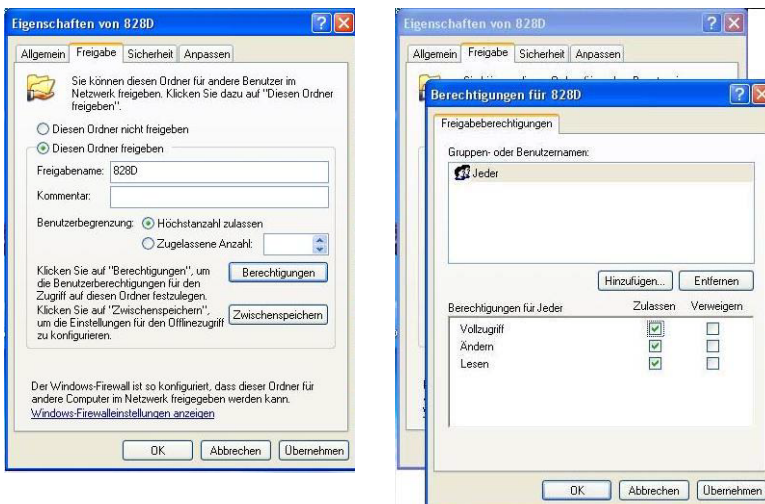 Eigenschaften von 828D
Allgemein Freigabe Sicherheit Anpassen
Sie können diesen Ordner für andere Benutzer im
Netzwerk freigeben. Klicken Sie dazu auf "Diesen Ordner
freigeben".
Diesen Ordner nicht freigeben
Diesen Ordner freigeben
Freigabename: 828D
Kommentar:
Benutzerbegrenzung: Höchstanzahl zulassen
Zugelassene Anzahl:
Klicken Sie auf "Berechtigungen", um
die Benutzerberechtigungen für den
Zugriff auf diesen Ordner festzulegen.
Berechtigungen
Klicken Sie auf "Zwischenspeichern",
um die Einstellungen für den Offlinezugriff
zu konfigurieren.
Zwischenspeichern
Der Windows-Firewall ist so konfiguriert, dass dieser Ordner für
andere Computer im Netzwerk freigegeben werden kann.
Windows-Firewalleinstellungen anzeigen
OK Abbrechen Übernehmen
Eigenschaften von 828D
Allgemein Freigabe Sicherheit Anpassen
Berechtigungen für 828D
Freigabeberechtigungen
Gruppen- oder Benutzernamen:
Jeder
Hinzufügen... Entfernen
Berechtigungen für Jeder Zulassen Verweigern
Vollzugriff
Ändern
Lesen
OK Abbrechen Übernehmen